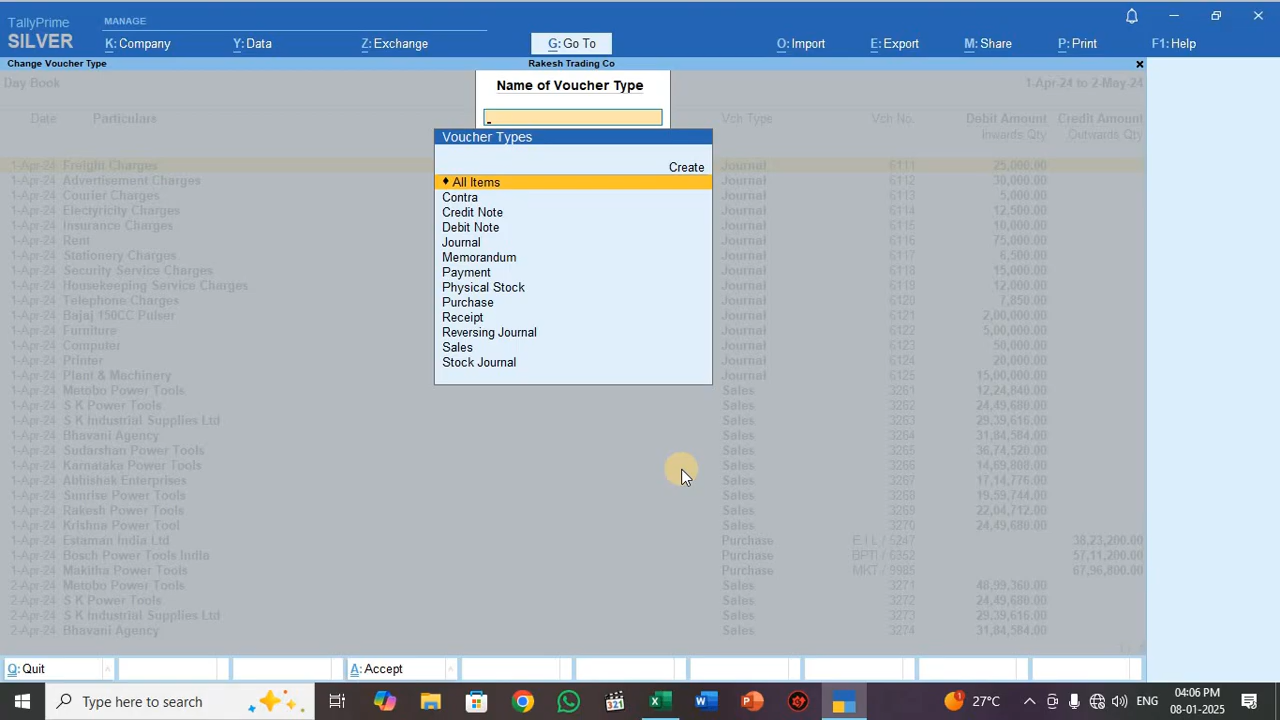 TallyPrime
MANAGE
SILVER
K: Company
Y: Data
Z: Exchange
G: Go To
O: Import
E: Export
M: Share
P: Print
F1: Help
Change Voucher Type
Rakesh Trading Co
×
Day Book
Name of Voucher Type
1-Apr-24 to 2-May-24
Date
Particulars
Vch Type
Vch No.
Debit Amount
Credit Amount
Inwards Qty
Outwards Qty
Voucher Types
Create
♦ All Items
Contra
Credit Note
Debit Note
Journal
Memorandum
Payment
Physical Stock
Purchase
Receipt
Reversing Journal
Sales
Stock Journal
1-Apr-24 Freight Charges Journal 6111 25,000.00
1-Apr-24 Advertisement Charges Journal 6112 30,000.00
1-Apr-24 Courier Charges Journal 6113 5,000.00
1-Apr-24 Electyricity Charges Journal 6114 12,500.00
1-Apr-24 Insurance Charges Journal 6115 10,000.00
1-Apr-24 Rent Journal 6116 75,000.00
1-Apr-24 Stationery Charges Journal 6117 6,500.00
1-Apr-24 Security Service Charges Journal 6118 15,000.00
1-Apr-24 Housekeeping Service Charges Journal 6119 12,000.00
1-Apr-24 Telephone Charges Journal 6120 7,850.00
1-Apr-24 Bajaj 150CC Pulser Journal 6121 2,00,000.00
1-Apr-24 Furniture Journal 6122 5,00,000.00
1-Apr-24 Computer Journal 6123 50,000.00
1-Apr-24 Printer Journal 6124 20,000.00
1-Apr-24 Plant & Machinery Journal 6125 15,00,000.00
1-Apr-24 Metobo Power Tools Sales 3261 12,24,840.00
1-Apr-24 S K Power Tools Sales 3262 24,49,680.00
1-Apr-24 S K Industrial Supplies Ltd Sales 3263 29,39,616.00
1-Apr-24 Bhavani Agency Sales 3264 31,84,584.00
1-Apr-24 Sudarshan Power Tools Sales 3265 36,74,520.00
1-Apr-24 Karnataka Power Tools Sales 3266 14,69,808.00
1-Apr-24 Abhishek Enterprises Sales 3267 17,14,776.00
1-Apr-24 Sunrise Power Tools Sales 3268 19,59,744.00
1-Apr-24 Rakesh Power Tools Sales 3269 22,04,712.00
1-Apr-24 Krishna Power Tool Sales 3270 24,49,680.00
1-Apr-24 Estaman India Ltd Purchase E I L / 5247 38,23,200.00
1-Apr-24 Bosch Power Tools India Purchase BPTI / 6352 57,11,200.00
1-Apr-24 Makitha Power Tools Purchase MKT / 9985 67,96,800.00
2-Apr-24 Metobo Power Tools Sales 3271 48,99,360.00
2-Apr-24 S K Power Tools Sales 3272 24,49,680.00
2-Apr-24 S K Industrial Supplies Ltd Sales 3273 29,39,616.00
2-Apr-24 Bhavani Agency Sales 3274 31,84,584.00
Q: Quit
A: Accept
Type here to search
27°C
ENG
04:06 PM
08-01-2025